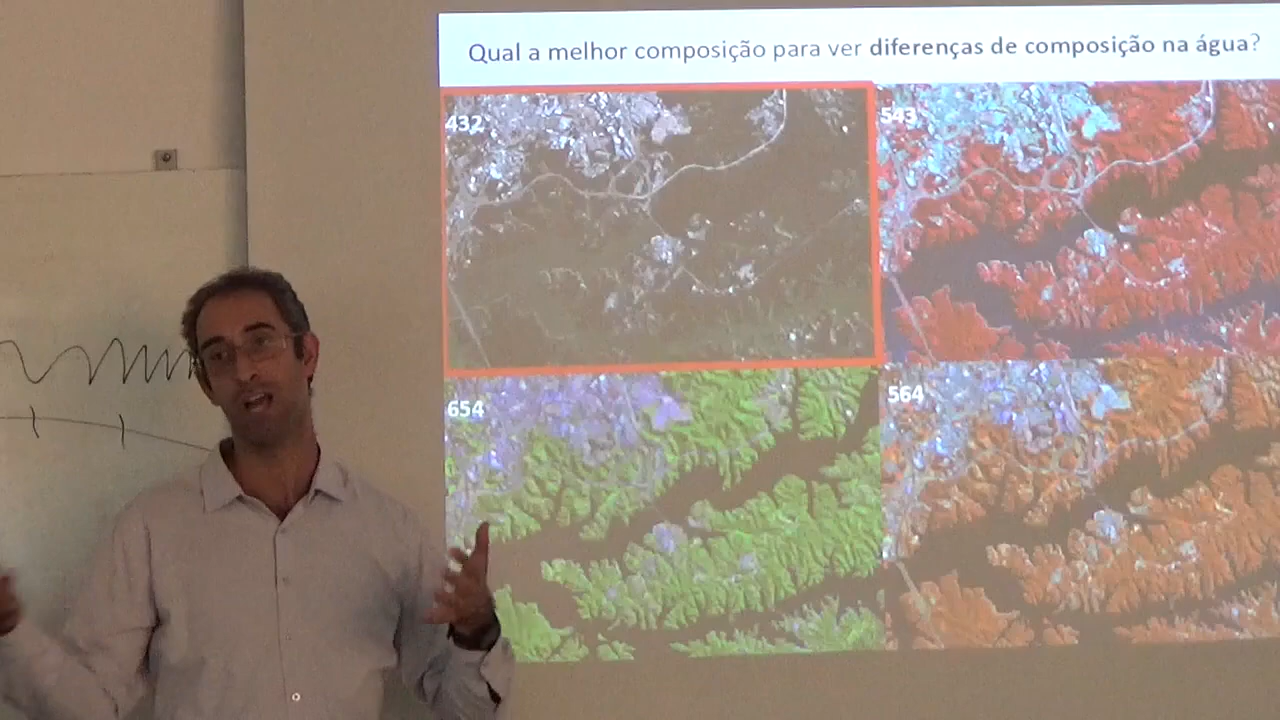 Qual a melhor composição para ver diferenças de composição na água?
432
543
654
564